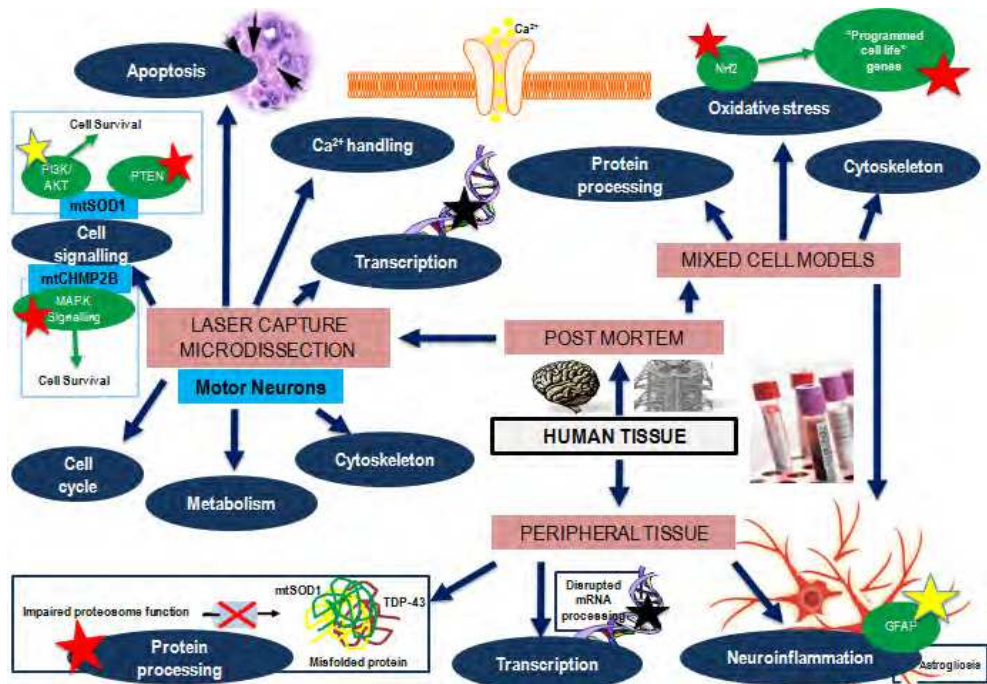 Ca²⁺
Apoptosis
"Programmed
cell life"
genes
Nrf2
Oxidative stress
Cell Survival
PI3K/
AKT
PTEN
mtSOD1
Cell
signalling
mtCHMP2B
MAPK
Signalling
Cell Survival
Ca²⁺ handling
Transcription
Protein
processing
Cytoskeleton
MIXED CELL MODELS
LASER CAPTURE
MICRODISSECTION
Motor Neurons
POST MORTEM
HUMAN TISSUE
Cell
cycle
Metabolism
Cytoskeleton
PERIPHERAL TISSUE
Impaired proteosome function
mtSOD1
TDP-43
Misfolded protein
Protein
processing
Disrupted
mRNA
processing
Transcription
GFAP
Neuroinflammation
Astrogliosis